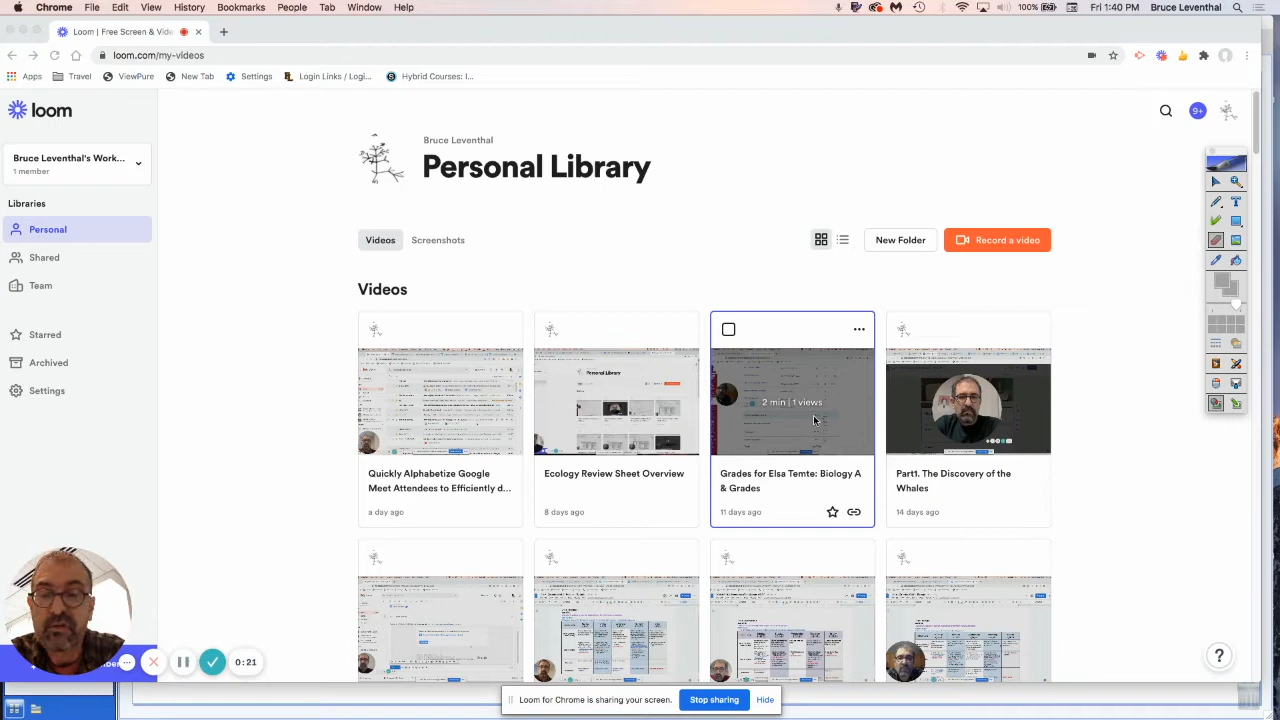 Chrome File Edit View History Bookmarks People Tab Window Help
100% Fri 1:40 PM Bruce Leventhal
Loom | Free Screen & Vide
loom.com/my-videos
Apps Travel ViewPure New Tab Settings Login Links / Logi... Hybrid Courses: I...
loom
Bruce Leventhal's Work...
1 member
Libraries
Personal
Shared
Team
Starred
Archived
Settings
9+
Bruce Leventhal
Personal Library
Videos Screenshots
New Folder
Record a video
Videos
2 min | 1 views
Quickly Alphabetize Google
Meet Attendees to Efficiently d...
a day ago
Personal Library
Ecology Review Sheet Overview
8 days ago
Grades for Elsa Temte: Biology A
& Grades
11 days ago
Part1. The Discovery of the
Whales
14 days ago
0:21
Loom for Chrome is sharing your screen.
Stop sharing
Hide
?